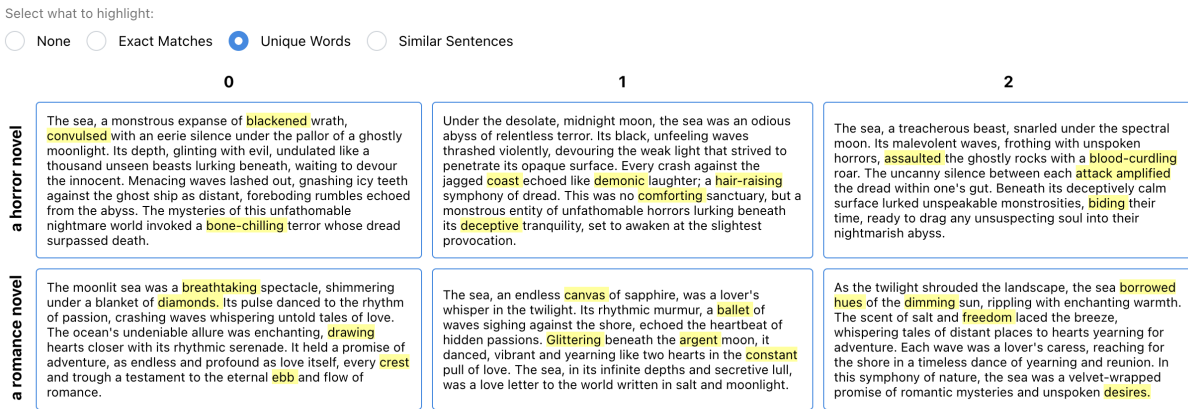 Select what to highlight:
None Exact Matches Unique Words Similar Sentences
0 1 2
a horror novel
The sea, a monstrous expanse of blackened wrath,
convulsed with an eerie silence under the pallor of a ghostly
moonlight. Its depth, glinting with evil, undulated like a
thousand unseen beasts lurking beneath, waiting to devour
the innocent. Menacing waves lashed out, gnashing icy teeth
against the ghost ship as distant, foreboding rumbles echoed
from the abyss. The mysteries of this unfathomable
nightmare world invoked a bone-chilling terror whose dread
surpassed death.
Under the desolate, midnight moon, the sea was an odious
abyss of relentless terror. Its black, unfeeling waves
thrashed violently, devouring the weak light that strived to
penetrate its opaque surface. Every crash against the
jagged coast echoed like demonic laughter; a hair-raising
symphony of dread. This was no comforting sanctuary, but a
monstrous entity of unfathomable horrors lurking beneath
its deceptive tranquility, set to awaken at the slightest
provocation.
The sea, a treacherous beast, snarled under the spectral
moon. Its malevolent waves, frothing with unspoken
horrors, assaulted the ghostly rocks with a blood-curdling
roar. The uncanny silence between each attack amplified
the dread within one's gut. Beneath its deceptively calm
surface lurked unspeakable monstrosities, biding their
time, ready to drag any unsuspecting soul into their
nightmarish abyss.
a romance novel
The moonlit sea was a breathtaking spectacle, shimmering
under a blanket of diamonds. Its pulse danced to the rhythm
of passion, crashing waves whispering untold tales of love.
The ocean's undeniable allure was enchanting, drawing
hearts closer with its rhythmic serenade. It held a promise of
adventure, as endless and profound as love itself, every crest
and trough a testament to the eternal ebb and flow of
romance.
The sea, an endless canvas of sapphire, was a lover's
whisper in the twilight. Its rhythmic murmur, a ballet of
waves sighing against the shore, echoed the heartbeat of
hidden passions. Glittering beneath the argent moon, it
danced, vibrant and yearning like two hearts in the constant
pull of love. The sea, in its infinite depths and secretive lull,
was a love letter to the world written in salt and moonlight.
As the twilight shrouded the landscape, the sea borrowed
hues of the dimming sun, rippling with enchanting warmth.
The scent of salt and freedom laced the breeze,
whispering tales of distant places to hearts yearning for
adventure. Each wave was a lover's caress, reaching for
the shore in a timeless dance of yearning and reunion. In
this symphony of nature, the sea was a velvet-wrapped
promise of romantic mysteries and unspoken desires.